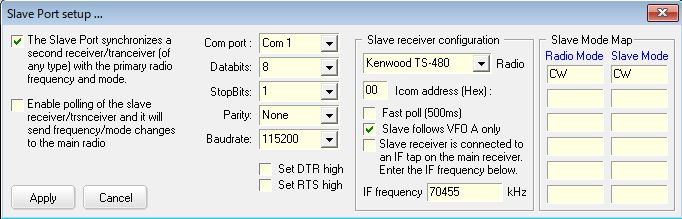 Slave Port setup ...
The Slave Port synchronizes a
second receiver/tranceiver (of
any type) with the primary radio
frequency and mode.
Enable polling of the slave
receiver/trsnceiver and it will
send frequency/mode changes
to the main radio
Apply Cancel
Com port : Com 1
Databits: 8
StopBits: 1
Parity: None
Baudrate: 115200
Set DTR high
Set RTS high
Slave receiver configuration
Kenwood TS-480 Radio
00 Icom address (Hex) :
Fast poll (500ms)
Slave follows VFO A only
Slave receiver is connected to
an IF tap on the main receiver.
Enter the IF frequency below.
IF frequency 70455 kHz
Slave Mode Map
Radio Mode Slave Mode
CW CW